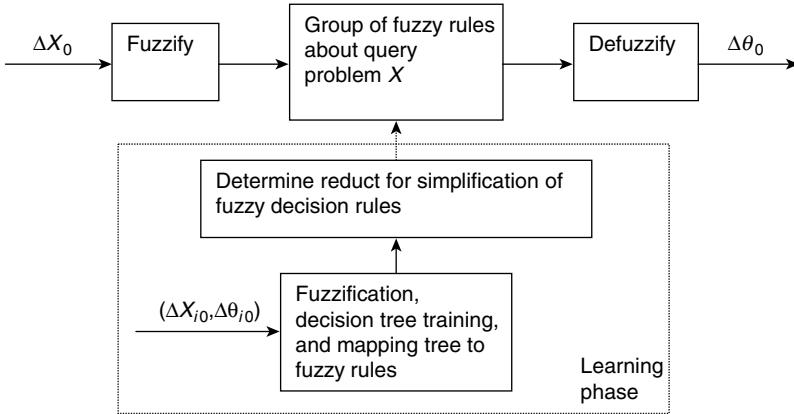 ΔX0
Fuzzify
Group of fuzzy rules
about query
problem X
Defuzzify
Δθ0
Determine reduct for simplification of
fuzzy decision rules
(ΔXi0,Δθi0)
Fuzzification,
decision tree training,
and mapping tree to
fuzzy rules
Learning
phase